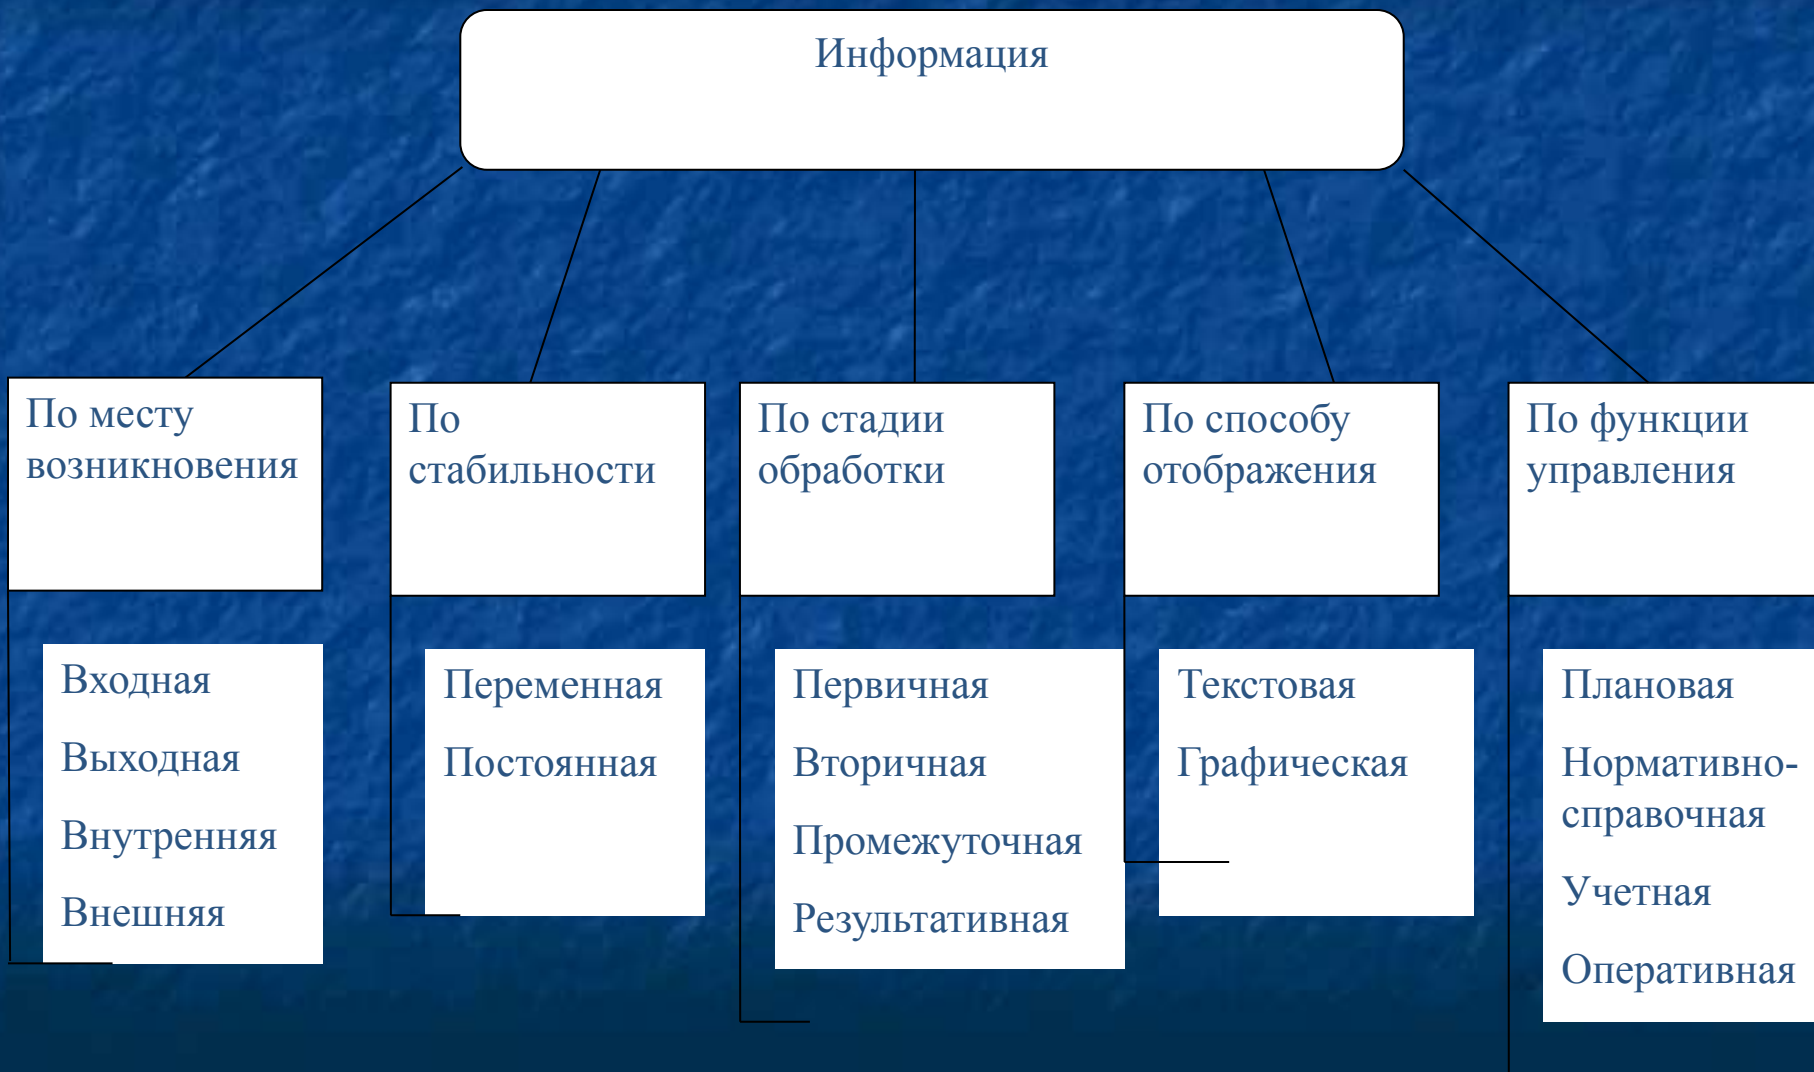 Информация
По месту
возникновения
По
стабильности
По стадии
обработки
По способу
отображения
По функции
управления
Входная
Выходная
Внутренняя
Внешняя
Переменная
Постоянная
Первичная
Вторичная
Промежуточная
Результативная
Текстовая
Графическая
Плановая
Нормативно-
справочная
Учетная
Оперативная